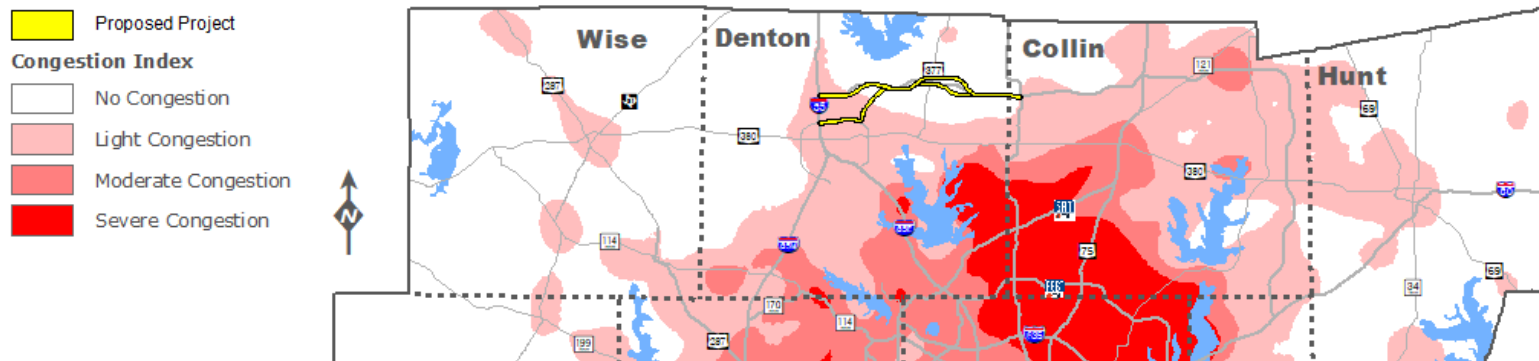 Proposed Project
Congestion Index
No Congestion
Light Congestion
Moderate Congestion
Severe Congestion
N
Wise
Denton
Collin
Hunt
377
121
287
69
380
380
114
75
69
34
170
114
287
199